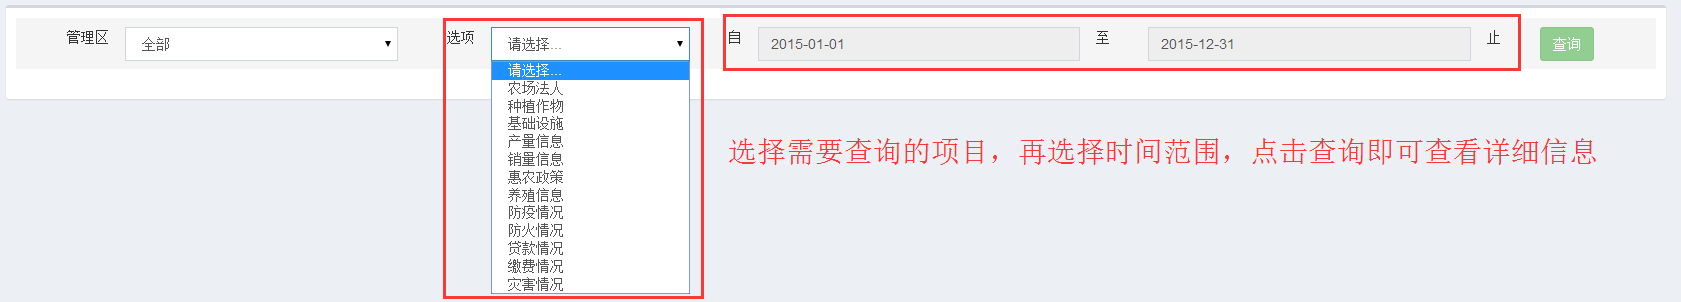 管理区 全部 选项 请选择... 自 2015-01-01 至 2015-12-31 止 查询
请选择...
农场法人
种植作物
基础设施
产量信息
销量信息
惠农政策
养殖信息
防疫情况
防火情况
贷款情况
缴费情况
灾害情况
选择需要查询的项目，再选择时间范围，点击查询即可查看详细信息